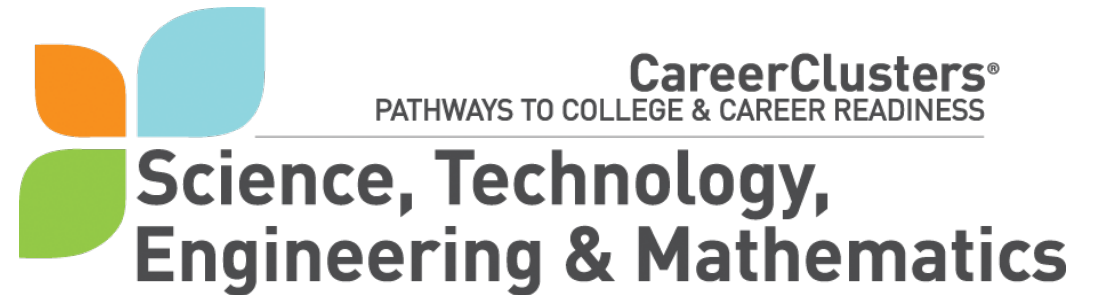 CareerClusters®
PATHWAYS TO COLLEGE & CAREER READINESS
Science, Technology,
Engineering & Mathematics